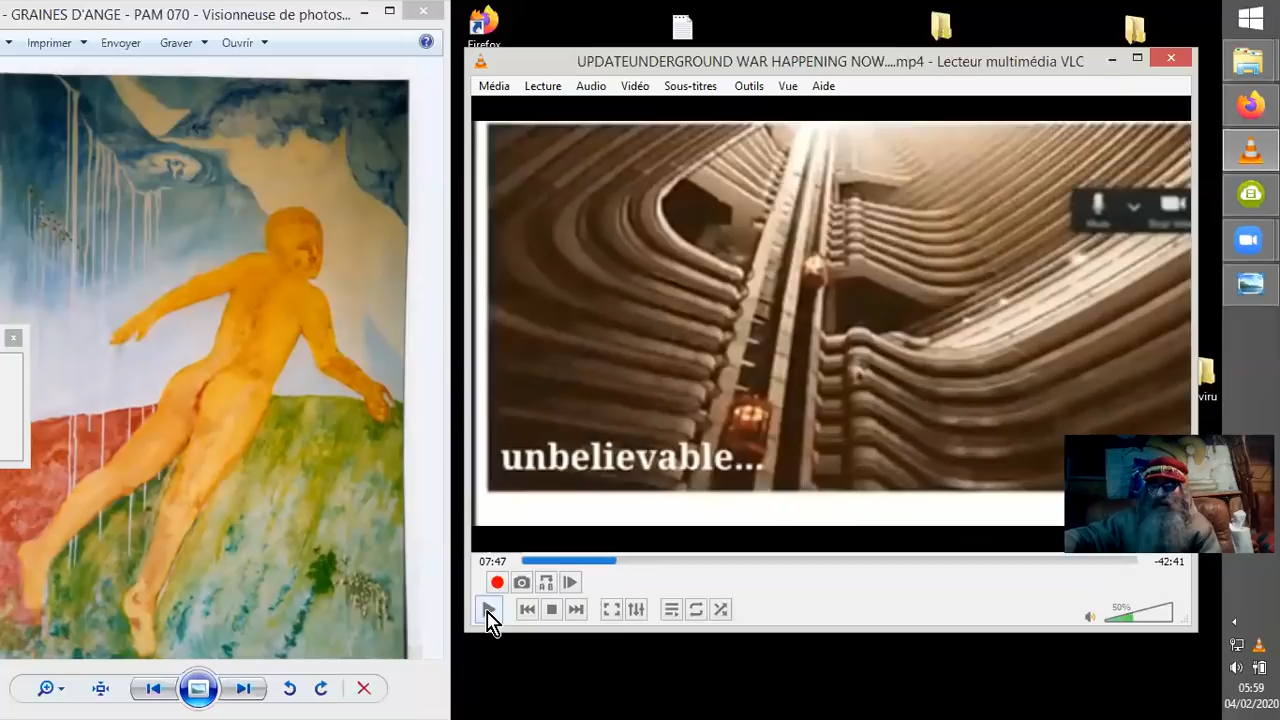 GRAINES D'ANGE - PAM 070 - Visionneuse de photos...
Imprimer Envoyer Graver Ouvrir
Firefox
UPDATEUNDERGROUND WAR HAPPENING NOW....mp4 - Lecteur multimédia VLC
Média Lecture Audio Vidéo Sous-titres Outils Vue Aide
unbelievable...
viru
07:47
-42:41
50%
05:59
04/02/2020